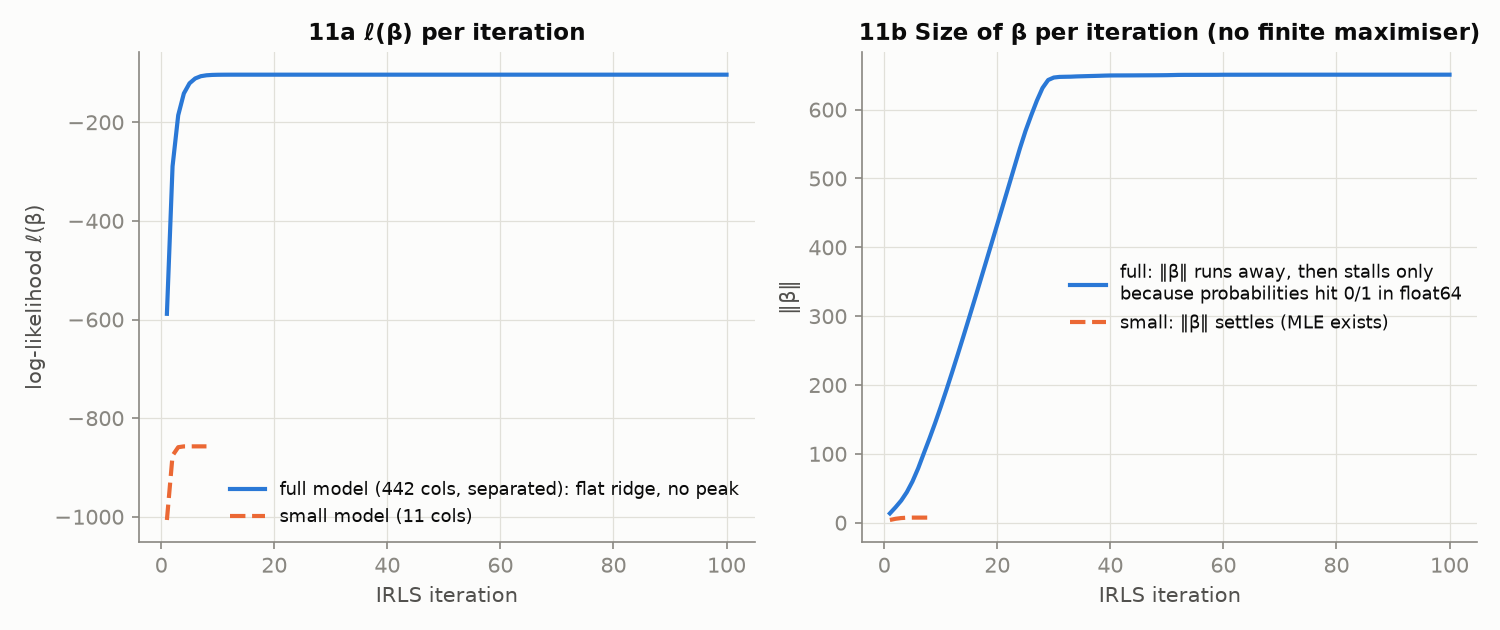 11a ℓ(β) per iteration
log-likelihood ℓ(β)
−200
−400
−600
−800
−1000
full model (442 cols, separated): flat ridge, no peak
small model (11 cols)
0 20 40 60 80 100
IRLS iteration
11b Size of β per iteration (no finite maximiser)
‖β‖
600
500
400
300
200
100
0
full: ‖β‖ runs away, then stalls only
because probabilities hit 0/1 in float64
small: ‖β‖ settles (MLE exists)
0 20 40 60 80 100
IRLS iteration